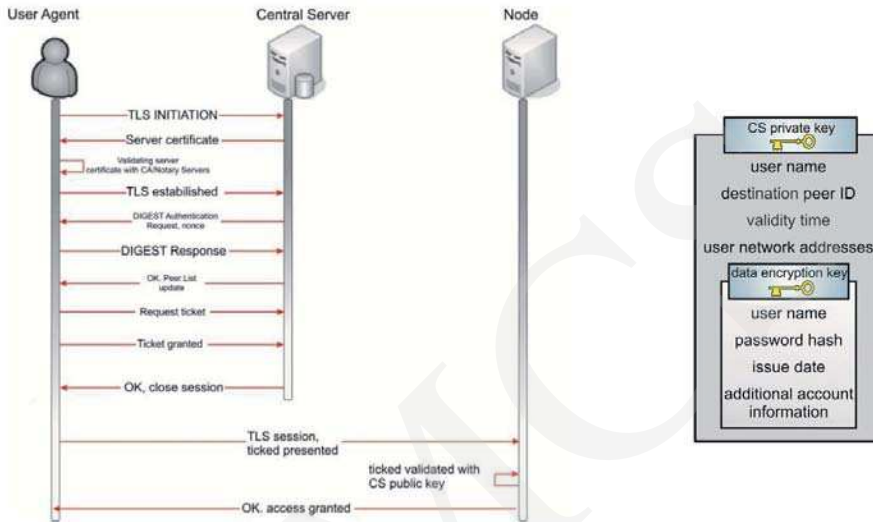 User Agent
Central Server
Node
TLS INITIATION
Server certificate
Validating server
certificate with CA/Notary Servers
TLS estabilished
DIGEST Authentication
Request, nonce
DIGEST Response
OK. Peer List
update
Request ticket
Ticket granted
OK, close session
TLS session,
ticked presented
ticked validated with
CS public key
OK. access granted
CS private key
user name
destination peer ID
validity time
user network addresses
data encryption key
user name
password hash
issue date
additional account
information